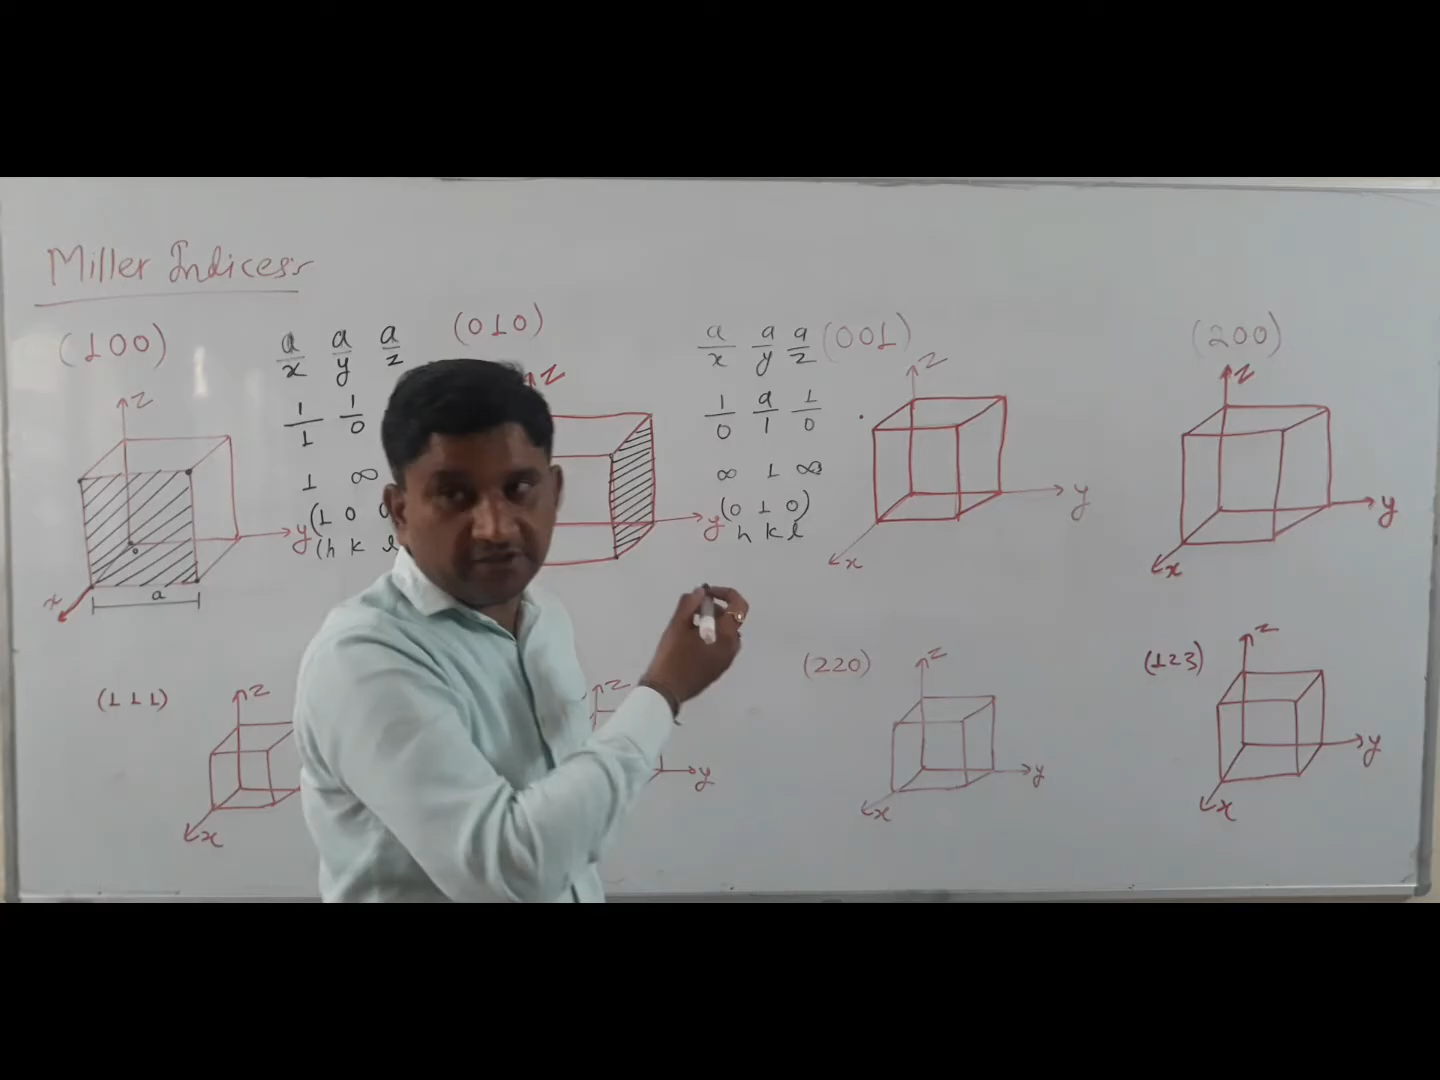 Miller Indices
(100)
a/x a/y a/z
1/1 1/0
1 ∞
(1 0 0
(h k l
z
y
x
a
(010)
z
y
a/x a/y a/z
1/0 a/1 1/0
∞ 1 ∞
(0 1 0)
h k l
(001)
z
y
x
(200)
z
y
x
(111)
z
x
z
y
(220)
z
y
x
(123)
z
y
x